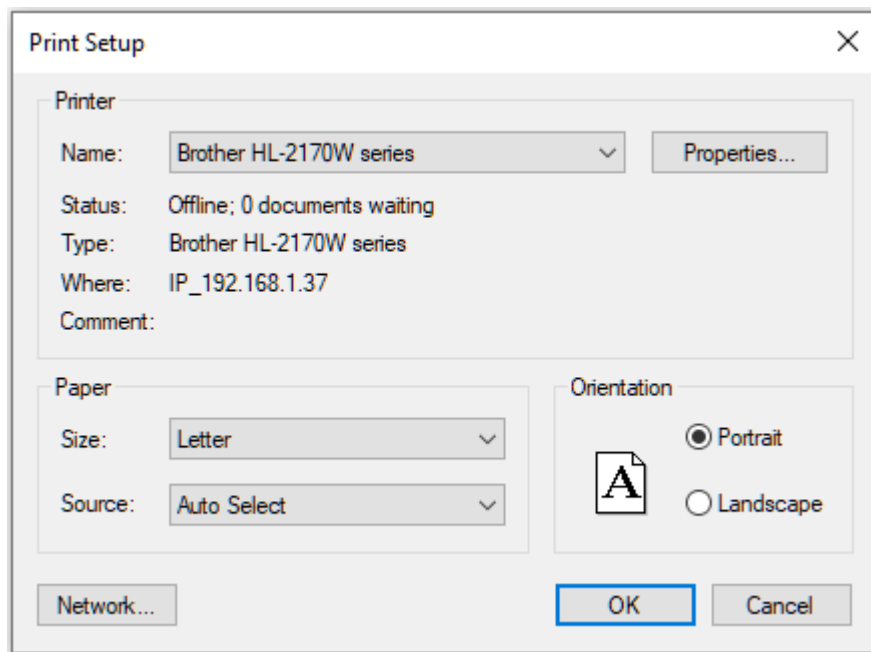 Print Setup
Printer
Name: Brother HL-2170W series Properties...
Status: Offline; 0 documents waiting
Type: Brother HL-2170W series
Where: IP_192.168.1.37
Comment:
Paper
Size: Letter
Source: Auto Select
Orientation
A
Portrait
Landscape
Network... OK Cancel